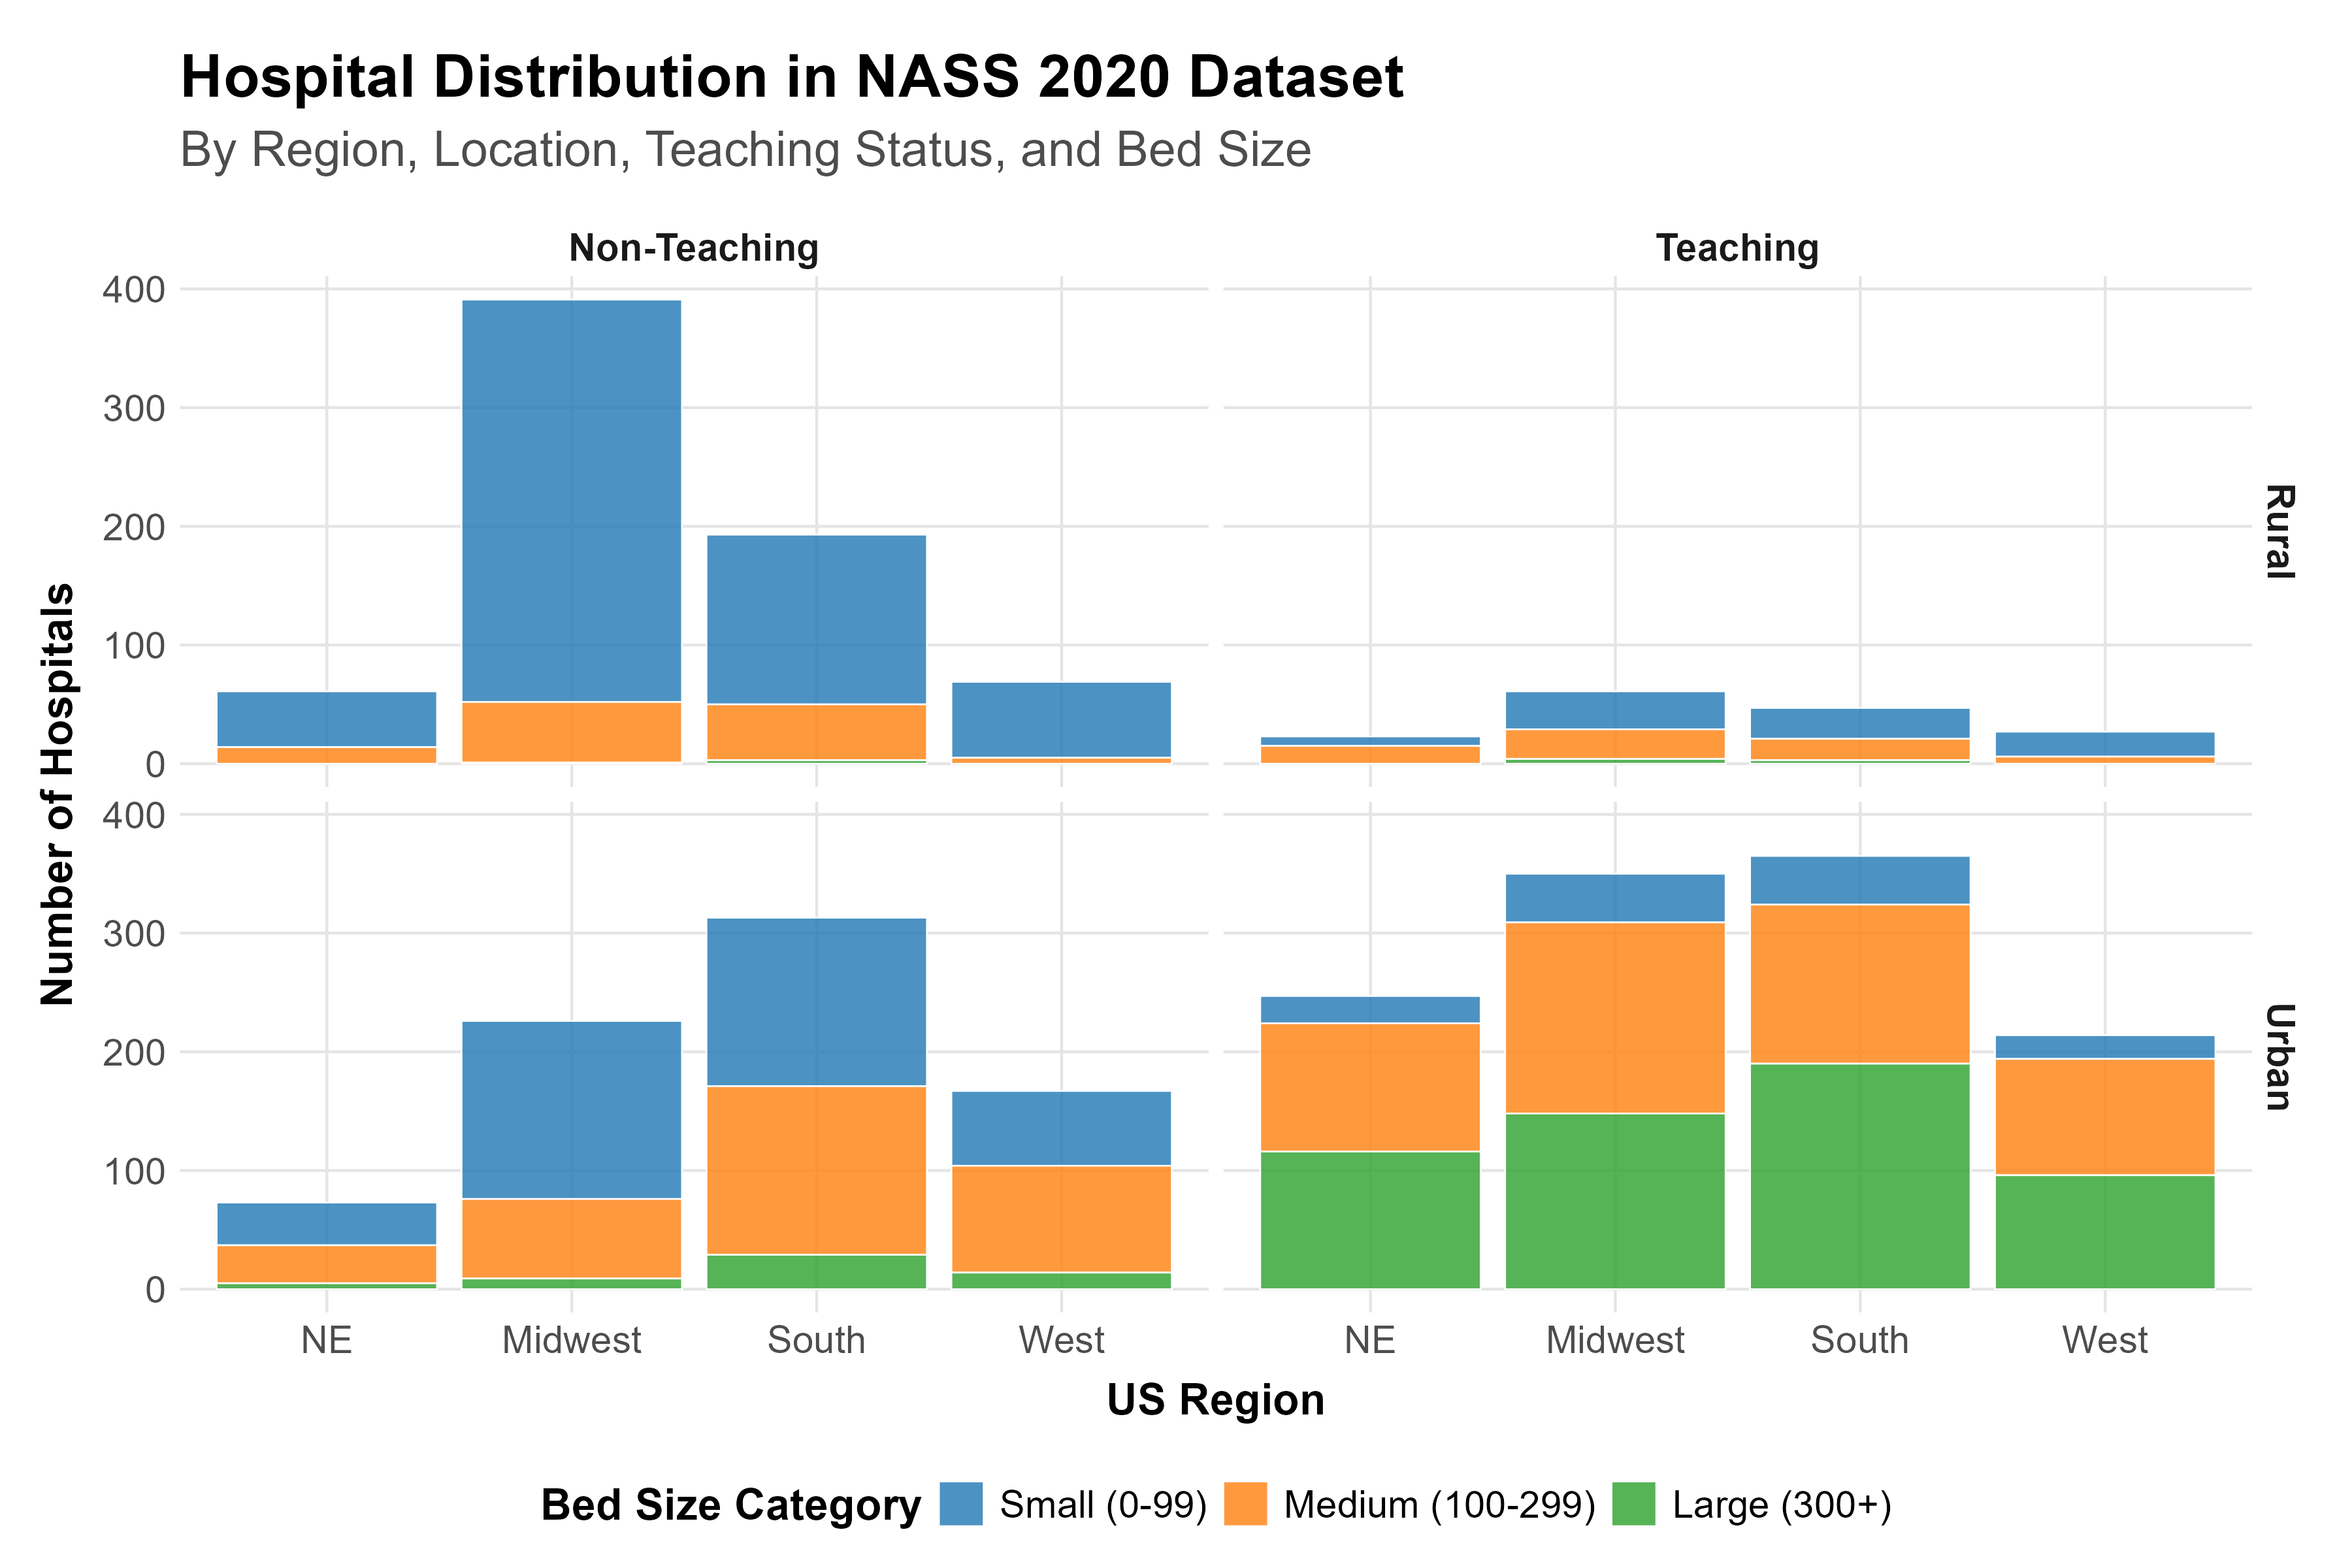 Hospital Distribution in NASS 2020 Dataset
By Region, Location, Teaching Status, and Bed Size
Non-Teaching
Teaching
400
300
200
100
0
Rural
400
300
200
100
0
Urban
Number of Hospitals
NE Midwest South West
NE Midwest South West
US Region
Bed Size Category Small (0-99) Medium (100-299) Large (300+)